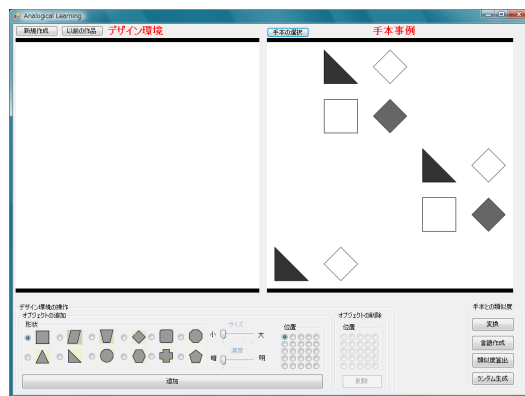 Analogical Learning
新規作成 以前の作品 デザイン環境
手本の選択 手本事例
デザイン環境の操作
オブジェクトの追加
形状
サイズ
小 大
濃度
暗 明
位置
追加
オブジェクトの削除
位置
削除
手本との類似度
変換
言語作成
類似度算出
ランダム生成